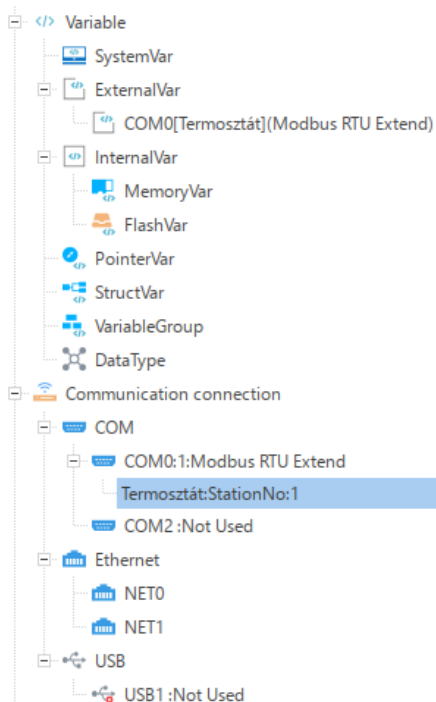 Variable
SystemVar
ExternalVar
COM0[Termosztát](Modbus RTU Extend)
InternalVar
MemoryVar
FlashVar
PointerVar
StructVar
VariableGroup
DataType
Communication connection
COM
COM0:1:Modbus RTU Extend
Termosztát:StationNo:1
COM2 :Not Used
Ethernet
NET0
NET1
USB
USB1 :Not Used